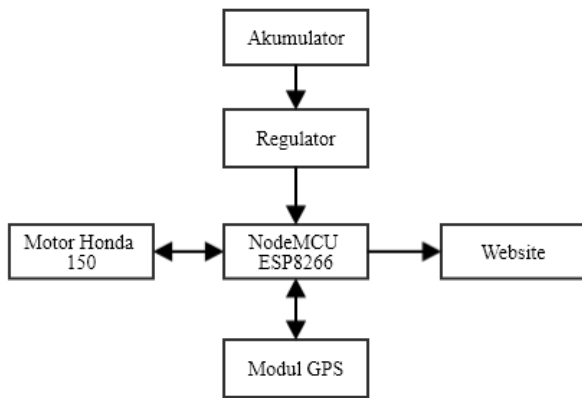 Akumulator
Regulator
Motor Honda
150
NodeMCU
ESP8266
Website
Modul GPS